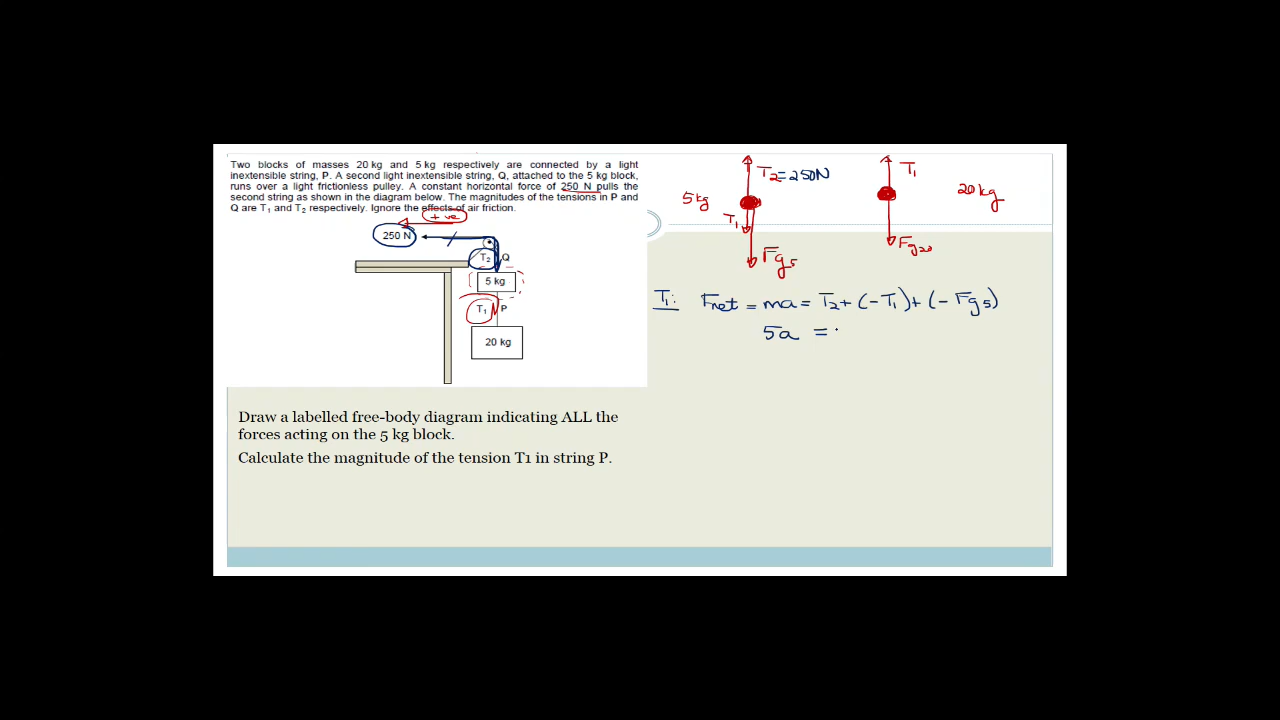 Two blocks of masses 20 kg and 5 kg respectively are connected by a light
inextensible string, P. A second light inextensible string, Q, attached to the 5 kg block,
runs over a light frictionless pulley. A constant horizontal force of 250 N pulls the
second string as shown in the diagram below. The magnitudes of the tensions in P and
Q are T₁ and T₂ respectively. Ignore the effects of air friction.
+ ve
250 N
T₂ Q
5 kg
T₁ P
20 kg
Draw a labelled free-body diagram indicating ALL the
forces acting on the 5 kg block.
Calculate the magnitude of the tension T1 in string P.
T₂ = 250N
5kg
T₁
Fg₅
T₁
20kg
Fg₂₀
T₁: Fnet = ma = T₂ + (-T₁) + (- Fg₅)
5a =